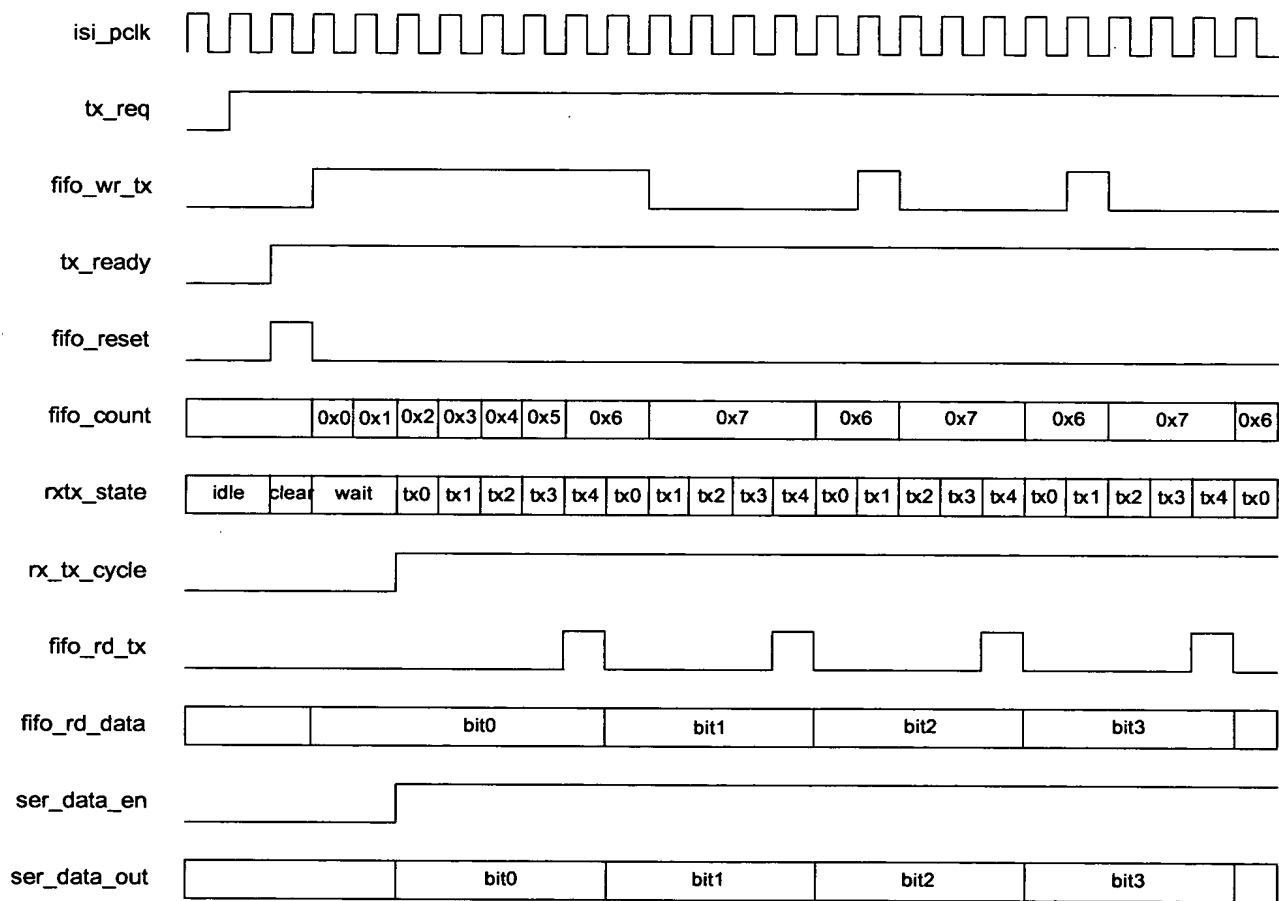 isi_pclk
tx_req
fifo_wr_tx
tx_ready
fifo_reset
fifo_count 0x0 0x1 0x2 0x3 0x4 0x5 0x6 0x7 0x6 0x7 0x6 0x7 0x6
rxtx_state idle clear wait tx0 tx1 tx2 tx3 tx4 tx0 tx1 tx2 tx3 tx4 tx0 tx1 tx2 tx3 tx4 tx0 tx1 tx2 tx3 tx4 tx0
rx_tx_cycle
fifo_rd_tx
fifo_rd_data bit0 bit1 bit2 bit3
ser_data_en
ser_data_out bit0 bit1 bit2 bit3